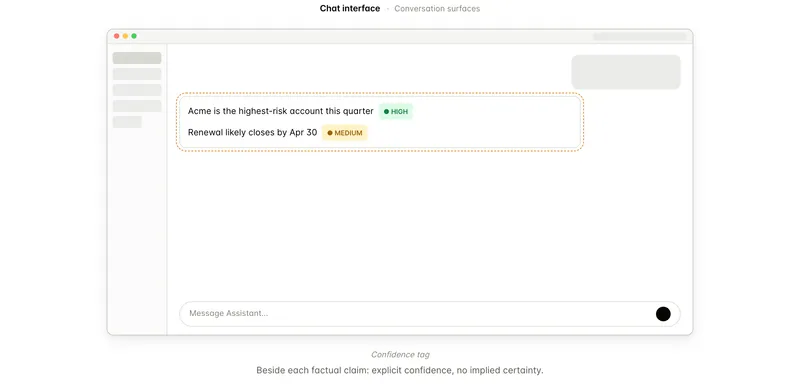 Chat interface · Conversation surfaces
Acme is the highest-risk account this quarter HIGH
Renewal likely closes by Apr 30 MEDIUM
Message Assistant...
Confidence tag
Beside each factual claim: explicit confidence, no implied certainty.